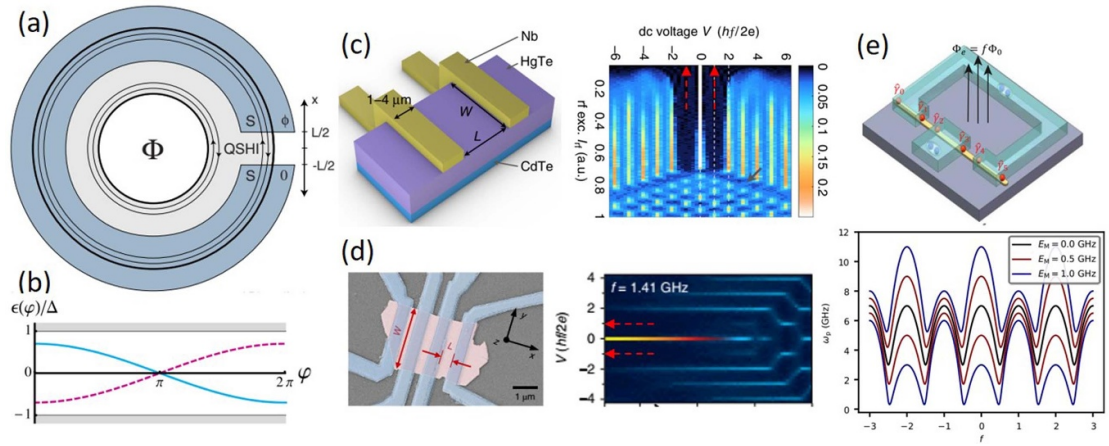 (a)
S
ϕ
x
L/2
Φ
QSHI
-L/2
S
0
(b)
ϵ(φ)/Δ
1
0
-1
π
2π
φ
(c)
Nb
HgTe
1–4 μm
W
L
CdTe
dc voltage V (hf/2e)
-6 -4 -2 0 2 4 6
rf exc. I_rf (a.u.)
0.2
0.4
0.6
0.8
1
0
0.05
0.1
0.15
0.2
(d)
W
L
y
z
x
1 μm
f = 1.41 GHz
V (hf/2e)
4
2
0
-2
-4
(e)
Φ_e = fΦ_0
12
10
8
6
4
2
0
ω_p (GHz)
E_M = 0.0 GHz
E_M = 0.5 GHz
E_M = 1.0 GHz
−3 −2 −1 0 1 2 3
f